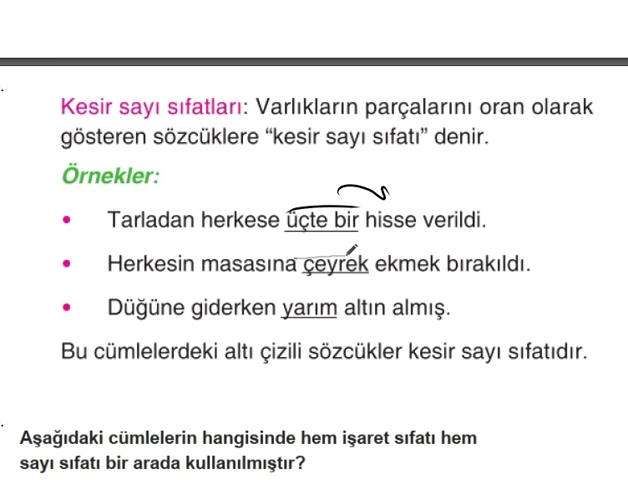 Kesir sayı sıfatları: Varlıkların parçalarını oran olarak
gösteren sözcüklere “kesir sayı sıfatı” denir.
Örnekler:
• Tarladan herkese üçte bir hisse verildi.
• Herkesin masasına çeyrek ekmek bırakıldı.
• Düğüne giderken yarım altın almış.
Bu cümlelerdeki altı çizili sözcükler kesir sayı sıfatıdır.
Aşağıdaki cümlelerin hangisinde hem işaret sıfatı hem
sayı sıfatı bir arada kullanılmıştır?